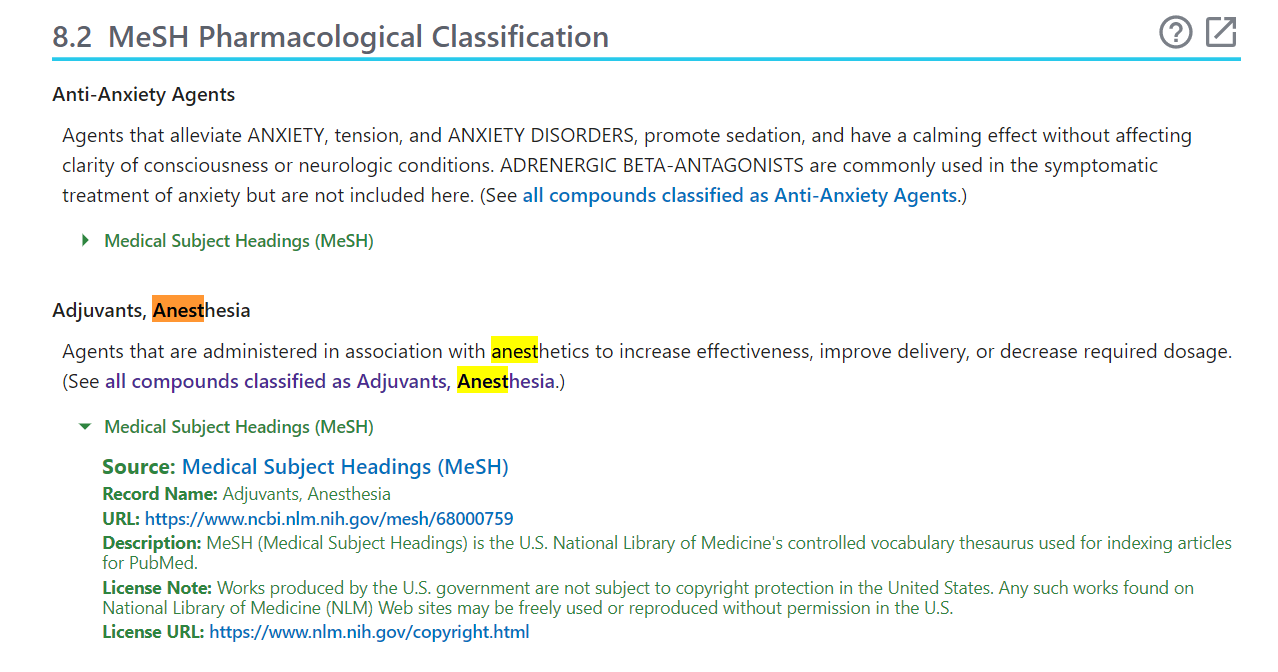 8.2 MeSH Pharmacological Classification
Anti-Anxiety Agents
Agents that alleviate ANXIETY, tension, and ANXIETY DISORDERS, promote sedation, and have a calming effect without affecting
clarity of consciousness or neurologic conditions. ADRENERGIC BETA-ANTAGONISTS are commonly used in the symptomatic
treatment of anxiety but are not included here. (See all compounds classified as Anti-Anxiety Agents.)
Medical Subject Headings (MeSH)
Adjuvants, Anesthesia
Agents that are administered in association with anesthetics to increase effectiveness, improve delivery, or decrease required dosage.
(See all compounds classified as Adjuvants, Anesthesia.)
Medical Subject Headings (MeSH)
Source: Medical Subject Headings (MeSH)
Record Name: Adjuvants, Anesthesia
URL: https://www.ncbi.nlm.nih.gov/mesh/68000759
Description: MeSH (Medical Subject Headings) is the U.S. National Library of Medicine's controlled vocabulary thesaurus used for indexing articles
for PubMed.
License Note: Works produced by the U.S. government are not subject to copyright protection in the United States. Any such works found on
National Library of Medicine (NLM) Web sites may be freely used or reproduced without permission in the U.S.
License URL: https://www.nlm.nih.gov/copyright.html